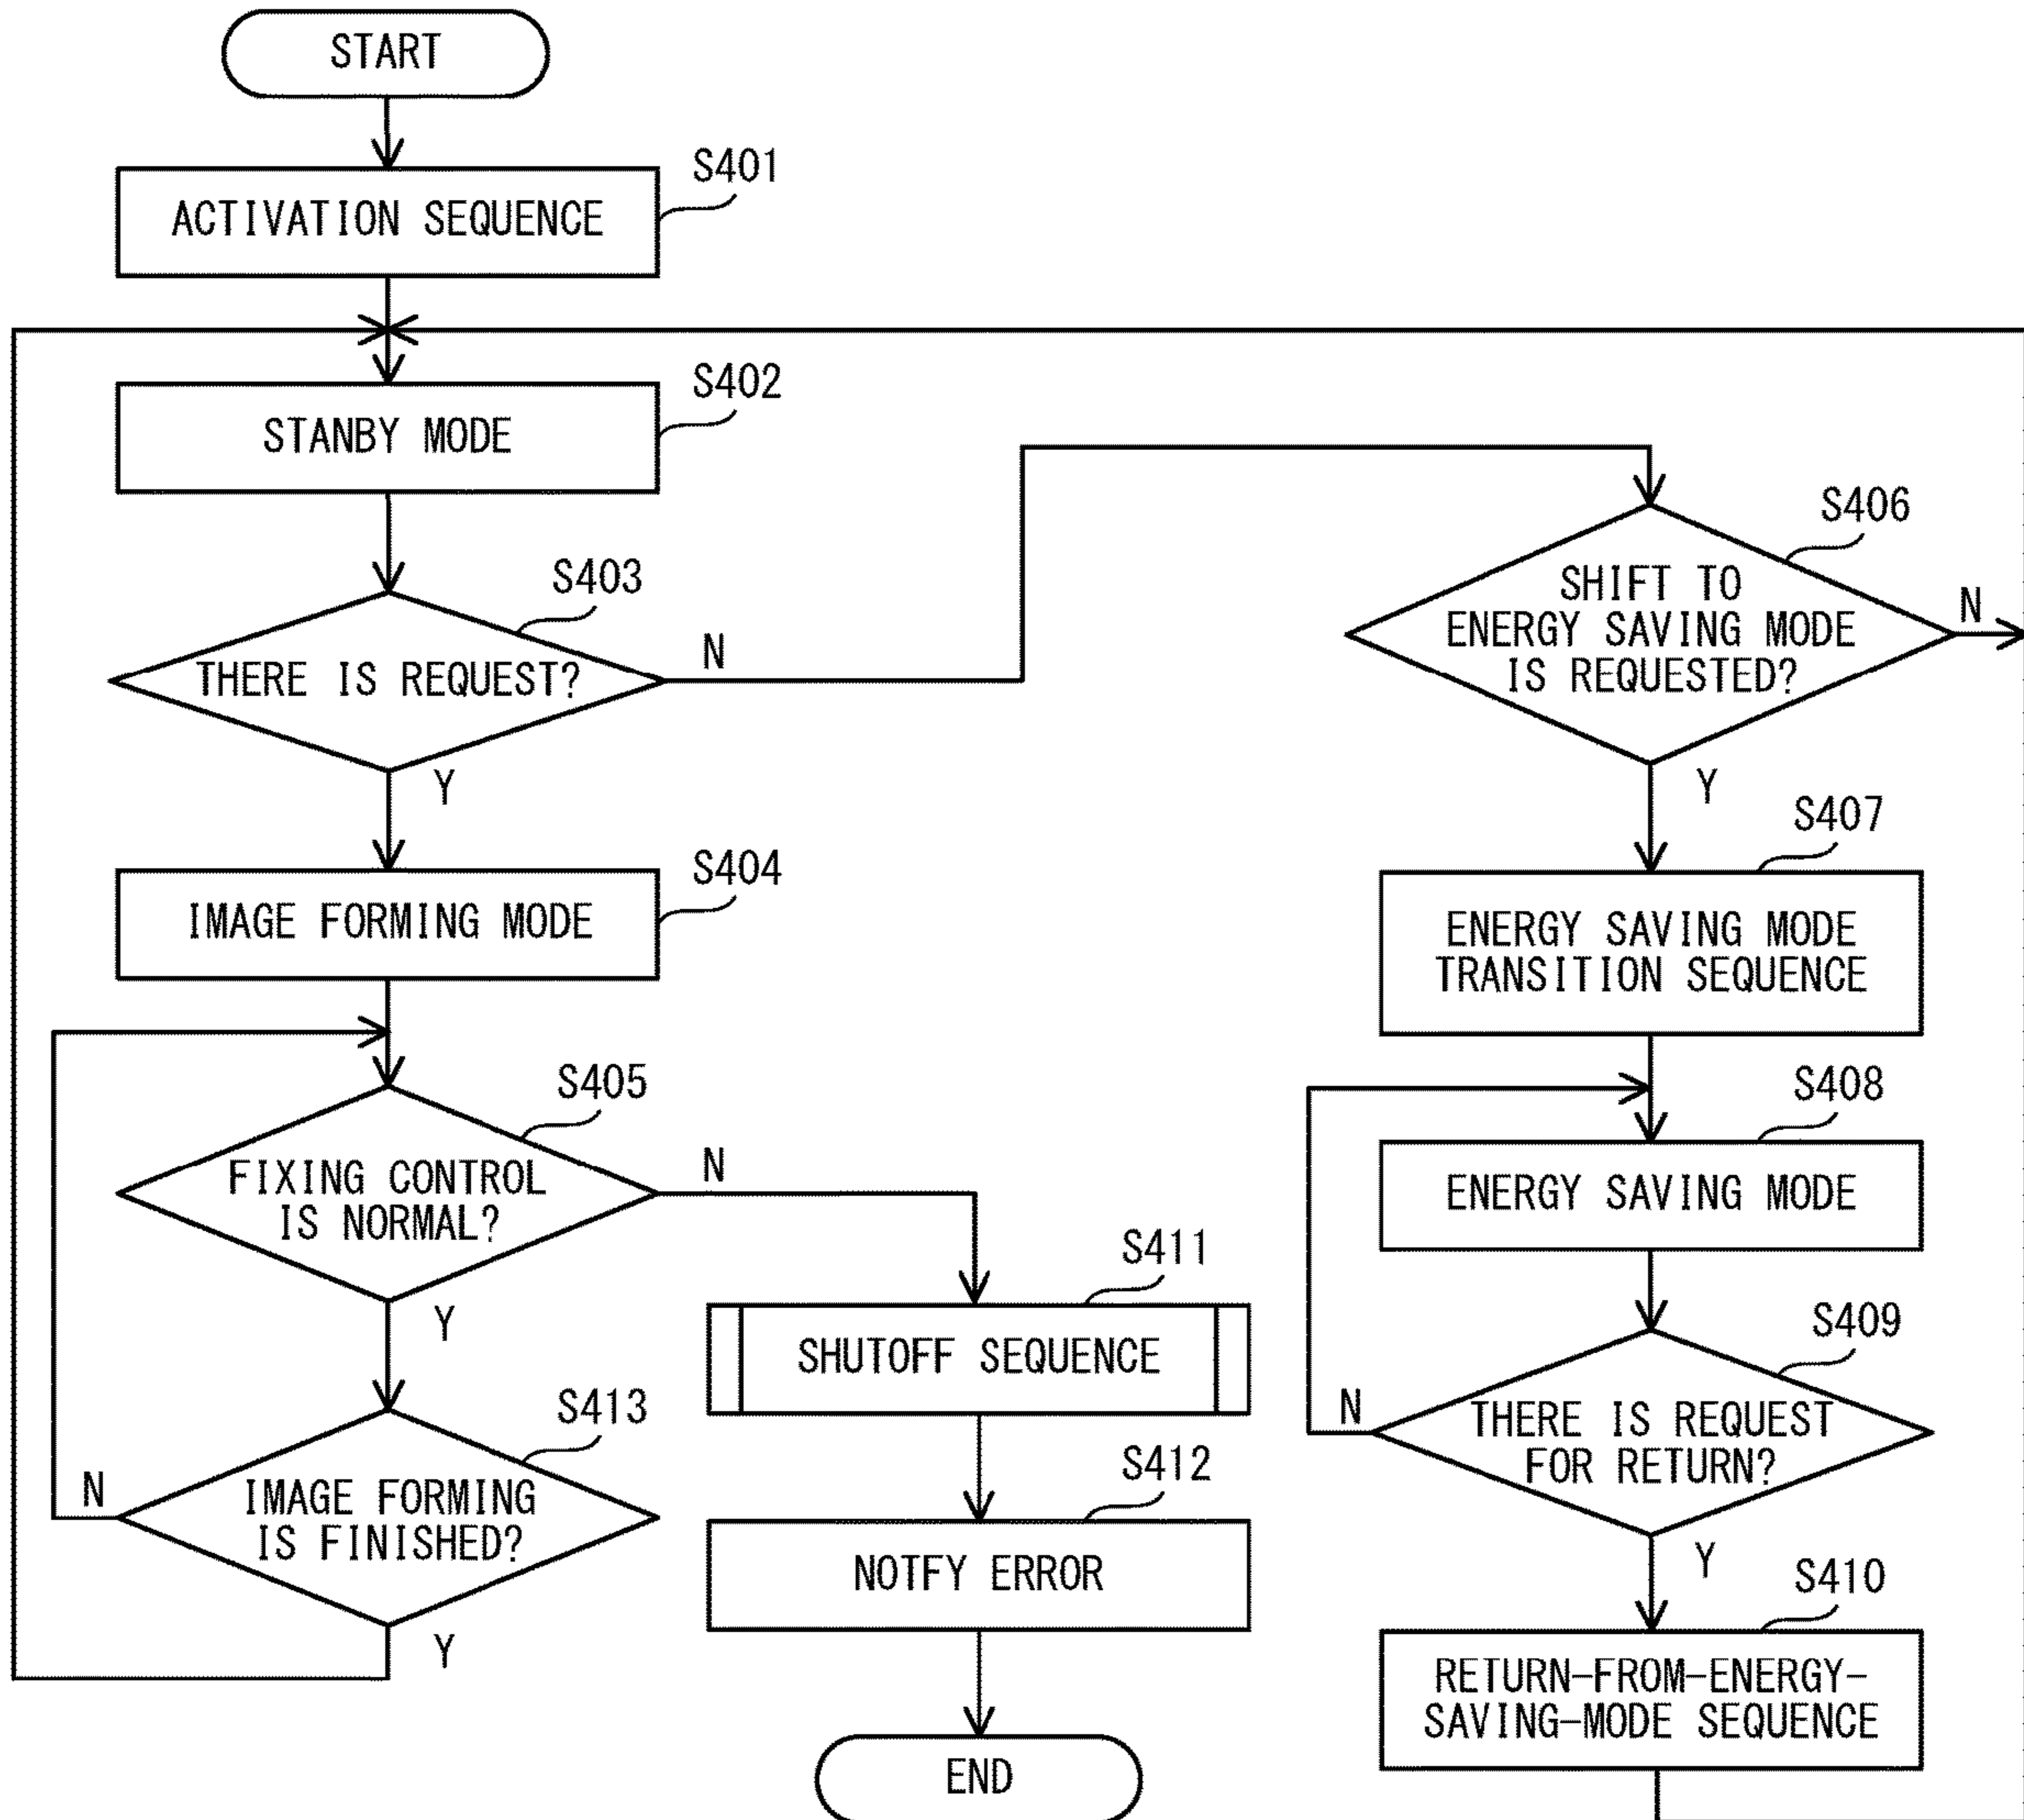 START
S401
ACTIVATION SEQUENCE
S402
STANBY MODE
S403
THERE IS REQUEST?
N
Y
S404
IMAGE FORMING MODE
S405
FIXING CONTROL
IS NORMAL?
N
Y
S413
IMAGE FORMING
IS FINISHED?
N
Y
S411
SHUTOFF SEQUENCE
S412
NOTFY ERROR
END
S406
SHIFT TO
ENERGY SAVING MODE
IS REQUESTED?
N
Y
S407
ENERGY SAVING MODE
TRANSITION SEQUENCE
S408
ENERGY SAVING MODE
S409
THERE IS REQUEST
FOR RETURN?
N
Y
S410
RETURN-FROM-ENERGY-
SAVING-MODE SEQUENCE